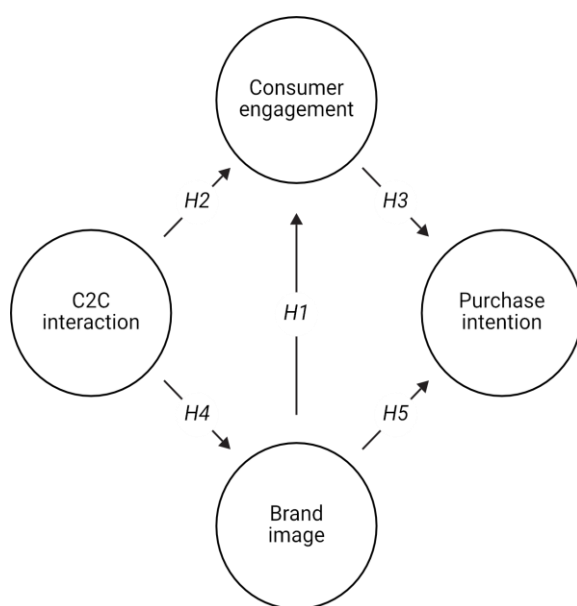 Consumer
engagement
H2
H3
C2C
interaction
H1
Purchase
intention
H4
H5
Brand
image